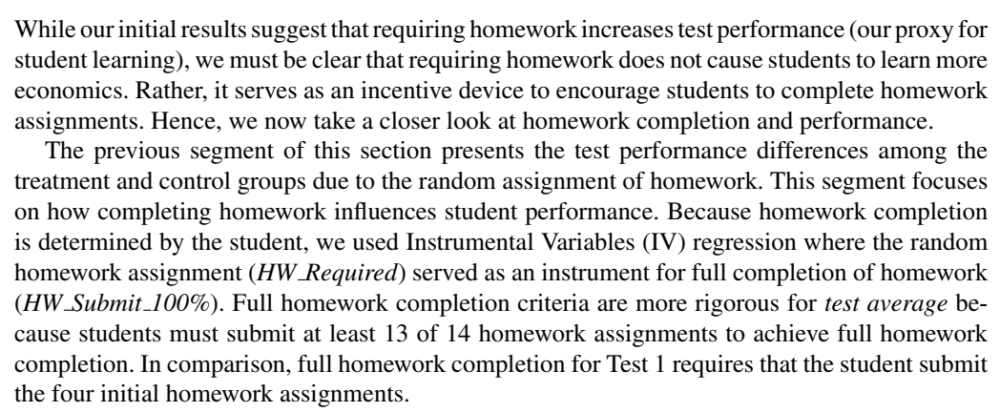 While our initial results suggest that requiring homework increases test performance (our proxy for
student learning), we must be clear that requiring homework does not cause students to learn more
economics. Rather, it serves as an incentive device to encourage students to complete homework
assignments. Hence, we now take a closer look at homework completion and performance.
The previous segment of this section presents the test performance differences among the
treatment and control groups due to the random assignment of homework. This segment focuses
on how completing homework influences student performance. Because homework completion
is determined by the student, we used Instrumental Variables (IV) regression where the random
homework assignment (HW_Required) served as an instrument for full completion of homework
(HW_Submit_100%). Full homework completion criteria are more rigorous for test average be-
cause students must submit at least 13 of 14 homework assignments to achieve full homework
completion. In comparison, full homework completion for Test 1 requires that the student submit
the four initial homework assignments.